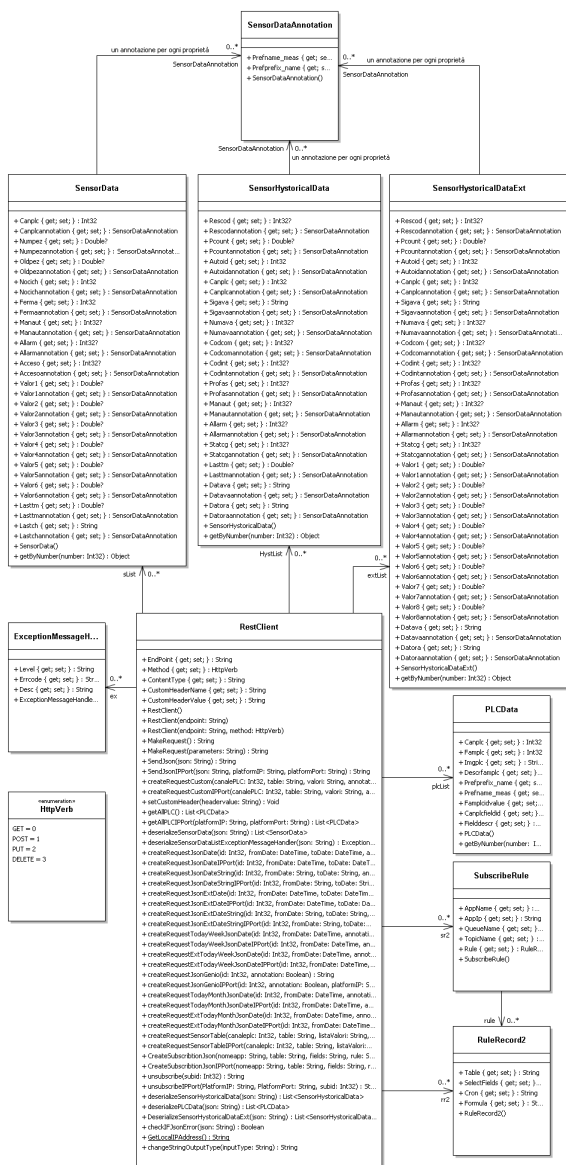 SensorDataAnnotation
+ Prefname_meas { get; se...
+ Prefprefix_name { get; s...
+ SensorDataAnnotation()
0..*
un annotazione per ogni proprietá
SensorDataAnnotation
0..*
un annotazione per ogni proprietá
SensorDataAnnotation
SensorDataAnnotation
0..*
un annotazione per ogni proprietá
SensorData
+ Canplc { get; set; } : Int32
+ Canplcannotation { get; set; } : SensorDataAnnotation
+ Numpez { get; set; } : Double?
+ Numpezannotation { get; set; } : SensorDataAnnotat...
+ Oldpez { get; set; } : Double?
+ Oldpezannotation { get; set; } : SensorDataAnnotation
+ Nocich { get; set; } : Int32
+ Nocichannotation { get; set; } : SensorDataAnnotation
+ Ferma { get; set; } : Int32
+ Fermaannotation { get; set; } : SensorDataAnnotation
+ Manaut { get; set; } : Int32?
+ Manautannotation { get; set; } : SensorDataAnnotation
+ Allarm { get; set; } : Int32?
+ Allarmannotation { get; set; } : SensorDataAnnotation
+ Acceso { get; set; } : Int32?
+ Accesoannotation { get; set; } : SensorDataAnnotation
+ Valor1 { get; set; } : Double?
+ Valor1annotation { get; set; } : SensorDataAnnotation
+ Valor2 { get; set; } : Double?
+ Valor2annotation { get; set; } : SensorDataAnnotation
+ Valor3 { get; set; } : Double?
+ Valor3annotation { get; set; } : SensorDataAnnotation
+ Valor4 { get; set; } : Double?
+ Valor4annotation { get; set; } : SensorDataAnnotation
+ Valor5 { get; set; } : Double?
+ Valor5annotation { get; set; } : SensorDataAnnotation
+ Valor6 { get; set; } : Double?
+ Valor6annotation { get; set; } : SensorDataAnnotation
+ Lasttm { get; set; } : Double?
+ Lasttmannotation { get; set; } : SensorDataAnnotation
+ Lastch { get; set; } : String
+ Lastchannotation { get; set; } : SensorDataAnnotation
+ SensorData()
+ getByNumber(number: Int32) : Object
SensorHystoricalData
+ Rescod { get; set; } : Int32?
+ Rescodannotation { get; set; } : SensorDataAnnotation
+ Pcount { get; set; } : Double?
+ Pcountannotation { get; set; } : SensorDataAnnotation
+ Autoid { get; set; } : Int32
+ Autoidannotation { get; set; } : SensorDataAnnotation
+ Canplc { get; set; } : Int32
+ Canplcannotation { get; set; } : SensorDataAnnotation
+ Sigava { get; set; } : String
+ Sigavaannotation { get; set; } : SensorDataAnnotation
+ Numava { get; set; } : Int32?
+ Numavaannotation { get; set; } : SensorDataAnnotation
+ Codcom { get; set; } : Int32?
+ Codcomannotation { get; set; } : SensorDataAnnotation
+ Codint { get; set; } : Int32?
+ Codintannotation { get; set; } : SensorDataAnnotation
+ Profas { get; set; } : Int32?
+ Profasannotation { get; set; } : SensorDataAnnotation
+ Manaut { get; set; } : Int32?
+ Manautannotation { get; set; } : SensorDataAnnotation
+ Allarm { get; set; } : Int32?
+ Allarmannotation { get; set; } : SensorDataAnnotation
+ Statcg { get; set; } : Int32?
+ Statcgannotation { get; set; } : SensorDataAnnotation
+ Lasttm { get; set; } : Double?
+ Lasttmannotation { get; set; } : SensorDataAnnotation
+ Datava { get; set; } : String
+ Datavaannotation { get; set; } : SensorDataAnnotation
+ Datora { get; set; } : String
+ Datoraannotation { get; set; } : SensorDataAnnotation
+ SensorHystoricalData()
+ getByNumber(number: Int32) : Object
SensorHystoricalDataExt
+ Rescod { get; set; } : Int32?
+ Rescodannotation { get; set; } : SensorDataAnnotation
+ Pcount { get; set; } : Double?
+ Pcountannotation { get; set; } : SensorDataAnnotation
+ Autoid { get; set; } : Int32
+ Autoidannotation { get; set; } : SensorDataAnnotation
+ Canplc { get; set; } : Int32
+ Canplcannotation { get; set; } : SensorDataAnnotation
+ Sigava { get; set; } : String
+ Sigavaannotation { get; set; } : SensorDataAnnotation
+ Numava { get; set; } : Int32?
+ Numavaannotation { get; set; } : SensorDataAnnotati...
+ Codcom { get; set; } : Int32?
+ Codcomannotation { get; set; } : SensorDataAnnotation
+ Codint { get; set; } : Int32?
+ Codintannotation { get; set; } : SensorDataAnnotation
+ Profas { get; set; } : Int32?
+ Profasannotation { get; set; } : SensorDataAnnotation
+ Manaut { get; set; } : Int32?
+ Manautannotation { get; set; } : SensorDataAnnotation
+ Allarm { get; set; } : Int32?
+ Allarmannotation { get; set; } : SensorDataAnnotation
+ Statcg { get; set; } : Int32?
+ Statcgannotation { get; set; } : SensorDataAnnotation
+ Valor1 { get; set; } : Double?
+ Valor1annotation { get; set; } : SensorDataAnnotation
+ Valor2 { get; set; } : Double?
+ Valor2annotation { get; set; } : SensorDataAnnotation
+ Valor3 { get; set; } : Double?
+ Valor3annotation { get; set; } : SensorDataAnnotation
+ Valor4 { get; set; } : Double?
+ Valor4annotation { get; set; } : SensorDataAnnotation
+ Valor5 { get; set; } : Double?
+ Valor5annotation { get; set; } : SensorDataAnnotation
+ Valor6 { get; set; } : Double?
+ Valor6annotation { get; set; } : SensorDataAnnotation
+ Valor7 { get; set; } : Double?
+ Valor7annotation { get; set; } : SensorDataAnnotation
+ Valor8 { get; set; } : Double?
+ Valor8annotation { get; set; } : SensorDataAnnotation
+ Datava { get; set; } : String
+ Datavaannotation { get; set; } : SensorDataAnnotation
+ Datora { get; set; } : String
+ Datoraannotation { get; set; } : SensorDataAnnotation
+ SensorHystoricalDataExt()
+ getByNumber(number: Int32) : Object
sList
0..*
HystList
0..*
0..*
extList
ExceptionMessageH...
+ Level { get; set; } : String
+ Errcode { get; set; } : Str...
+ Desc { get; set; } : String
+ ExceptionMessageHandle...
0..*
ex
«enumeration»
HttpVerb
GET = 0
POST = 1
PUT = 2
DELETE = 3
RestClient
+ EndPoint { get; set; } : String
+ Method { get; set; } : HttpVerb
+ ContentType { get; set; } : String
+ CustomHeaderName { get; set; } : String
+ CustomHeaderValue { get; set; } : String
+ RestClient()
+ RestClient(endpoint: String)
+ RestClient(endpoint: String, method: HttpVerb)
+ MakeRequest() : String
+ MakeRequest(parameters: String) : String
+ SendJson(json: String) : String
+ SendJsonIPPort(json: String, platformIP: String, platformPort: String) : String
+ createRequestCustom(canalePLC: Int32, table: String, valori: String, annotat...
+ createRequestCustomIPPort(canalePLC: Int32, table: String, valori: String, a...
+ setCustomHeader(headervalue: String) : Void
+ getAllPLC() : List<PLCData>
+ getAllPLCIPPort(platformIP: String, platformPort: String) : List<PLCData>
+ deserializeSensorData(json: String) : List<SensorData>
+ deserializeSensorDataListExceptionMessageHandler(json: String) : Exception...
+ createRequestJsonDate(id: Int32, fromDate: DateTime, toDate: DateTime, a...
+ createRequestJsonDateIPPort(id: Int32, fromDate: DateTime, toDate: DateT...
+ createRequestJsonDateString(id: Int32, fromDate: String, toDate: String, an...
+ createRequestJsonDateStringIPPort(id: Int32, fromDate: String, toDate: Stri...
+ createRequestJsonExtDate(id: Int32, fromDate: DateTime, toDate: DateTime...
+ createRequestJsonExtDateIPPort(id: Int32, fromDate: DateTime, toDate: Da...
+ createRequestJsonExtDateString(id: Int32, fromDate: String, toDate: String,...
+ createRequestJsonExtDateStringIPPort(id: Int32, fromDate: String, toDate: ...
+ createRequestTodayWeekJsonDate(id: Int32, fromDate: DateTime, annotati...
+ createRequestTodayWeekJsonDateIPPort(id: Int32, fromDate: DateTime, an...
+ createRequestExtTodayWeekJsonDate(id: Int32, fromDate: DateTime, annot...
+ createRequestExtTodayWeekJsonDateIPPort(id: Int32, fromDate: DateTime,...
+ createRequestJsonGenio(id: Int32, annotation: Boolean) : String
+ createRequestJsonGenioIPPort(id: Int32, annotation: Boolean, platformIP: S...
+ createRequestTodayMonthJsonDate(id: Int32, fromDate: DateTime, annotati...
+ createRequestTodayMonthJsonDateIPPort(id: Int32, fromDate: DateTime, a...
+ createRequestExtTodayMonthJsonDate(id: Int32, fromDate: DateTime, anno...
+ createRequestExtTodayMonthJsonDateIPPort(id: Int32, fromDate: DateTime...
+ createRequestSensorTable(canaleplc: Int32, table: String, listaValori: String,...
+ createRequestSensorTableIPPort(canaleplc: Int32, table: String, listaValori:...
+ CreateSubscribtionJson(nomeapp: String, table: String, fields: String, rule: S...
+ CreateSubscribtionJsonIPPort(nomeapp: String, table: String, fields: String, r...
+ unsubscribe(subid: Int32) : String
+ unsubscribeIPPort(PlatformIP: String, PlatformPort: String, subid: Int32) : St...
+ deserializeSensorHystoricalData(json: String) : List<SensorHystoricalData>
+ deserializePLCData(json: String) : List<PLCData>
+ DeserializeSensorHystoricalDataExt(json: String) : List<SensorHystoricalData...
+ checkIFJsonError(json: String) : Boolean
+ GetLocalIPAddress() : String
+ changeStringOutputType(inputType: String) : String
0..*
plcList
PLCData
+ Canplc { get; set; } : Int32
+ Famplc { get; set; } : Int32
+ Imgplc { get; set; } : Stri...
+ Descrfamplc { get; set; }...
+ Prefprefix_name { get; s...
+ Prefname_meas { get; se...
+ Famplcidvalue { get; set;...
+ Canplcfieldid { get; set; ...
+ Fielddescr { get; set; } : ...
+ PLCData()
+ getByNumber(number: I...
0..*
sr2
SubscribeRule
+ AppName { get; set; } :...
+ AppIp { get; set; } : String
+ QueueName { get; set; }...
+ TopicName { get; set; } ...
+ Rule { get; set; } : RuleR...
+ SubscribeRule()
rule
0..*
0..*
rr2
RuleRecord2
+ Table { get; set; } : String
+ SelectFields { get; set; }...
+ Cron { get; set; } : String
+ Formula { get; set; } : St...
+ RuleRecord2()